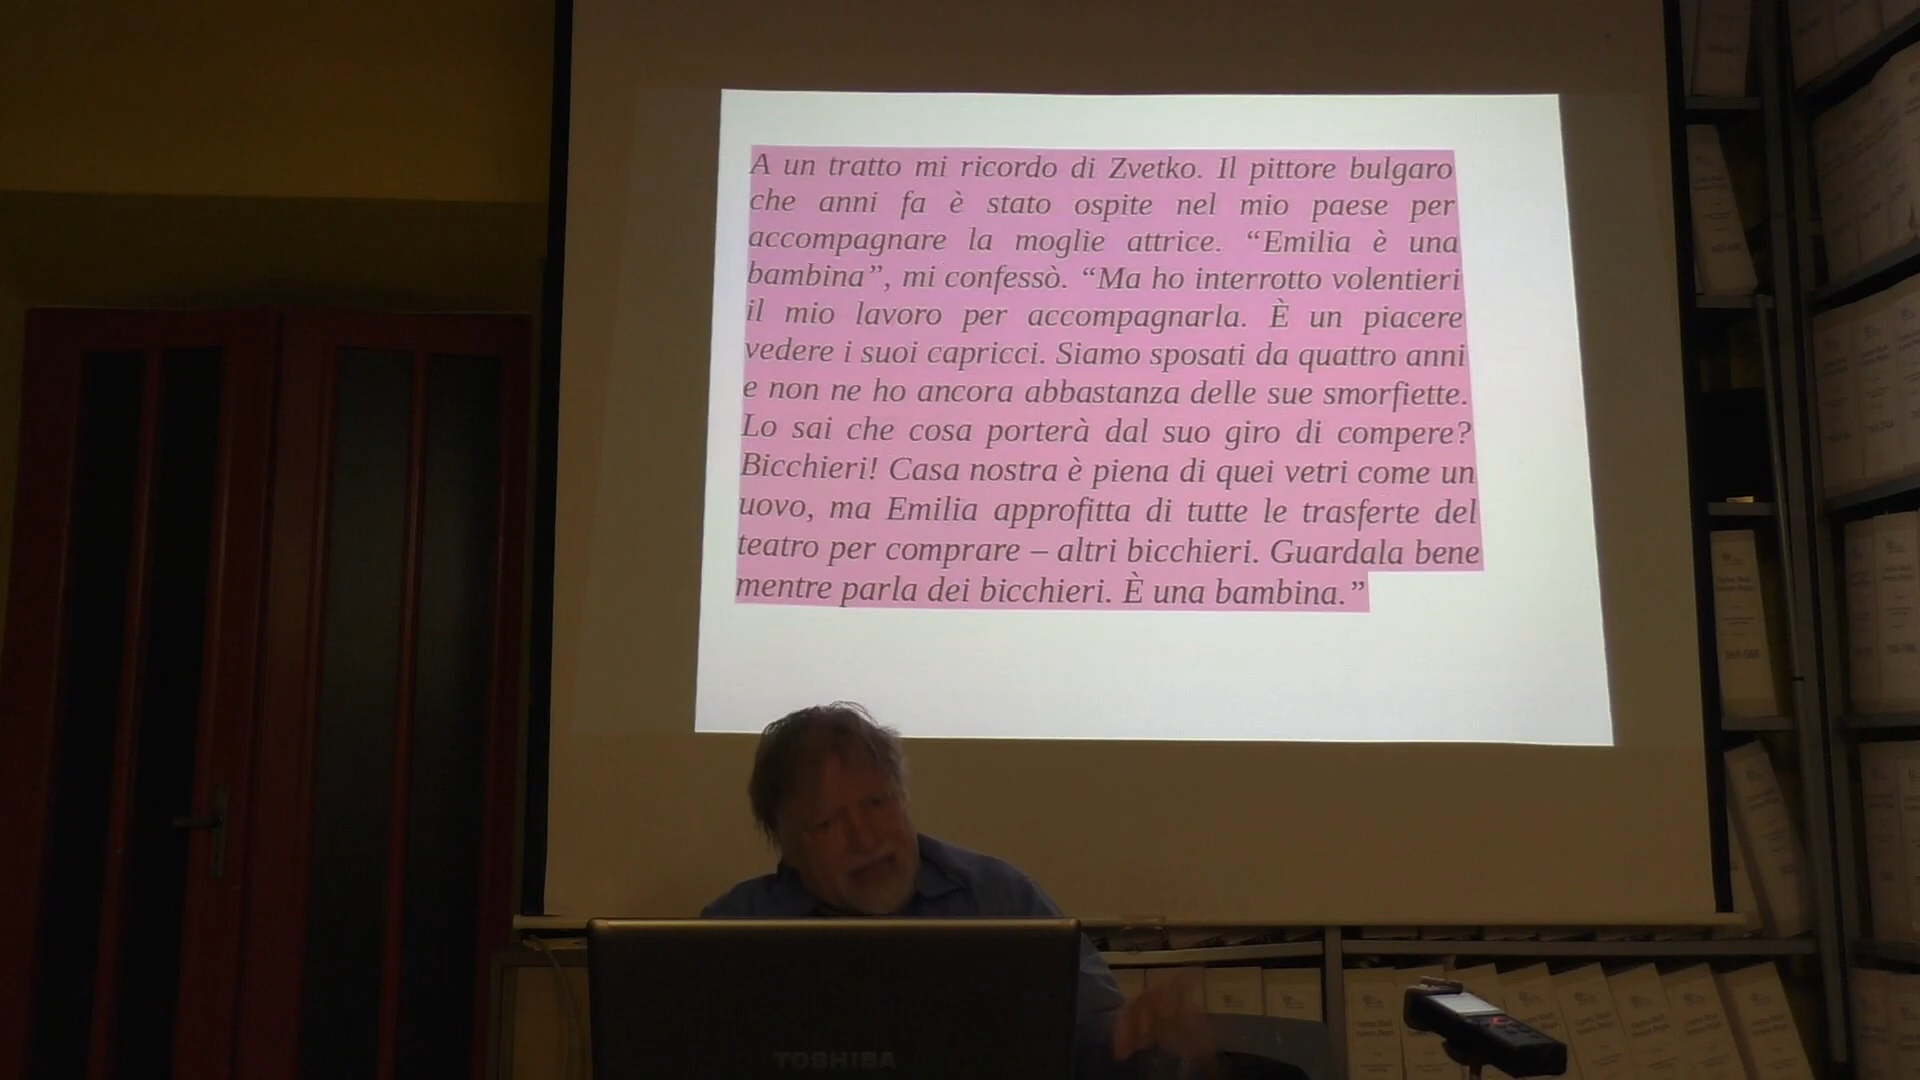 A un tratto mi ricordo di Zvetko. Il pittore bulgaro
che anni fa è stato ospite nel mio paese per
accompagnare la moglie attrice. “Emilia è una
bambina”, mi confessò. “Ma ho interrotto volentieri
il mio lavoro per accompagnarla. È un piacere
vedere i suoi capricci. Siamo sposati da quattro anni
e non ne ho ancora abbastanza delle sue smorfiette.
Lo sai che cosa porterà dal suo giro di compere?
Bicchieri! Casa nostra è piena di quei vetri come un
uovo, ma Emilia approfitta di tutte le trasferte del
teatro per comprare – altri bicchieri. Guardala bene
mentre parla dei bicchieri. È una bambina.”
TOSHIBA